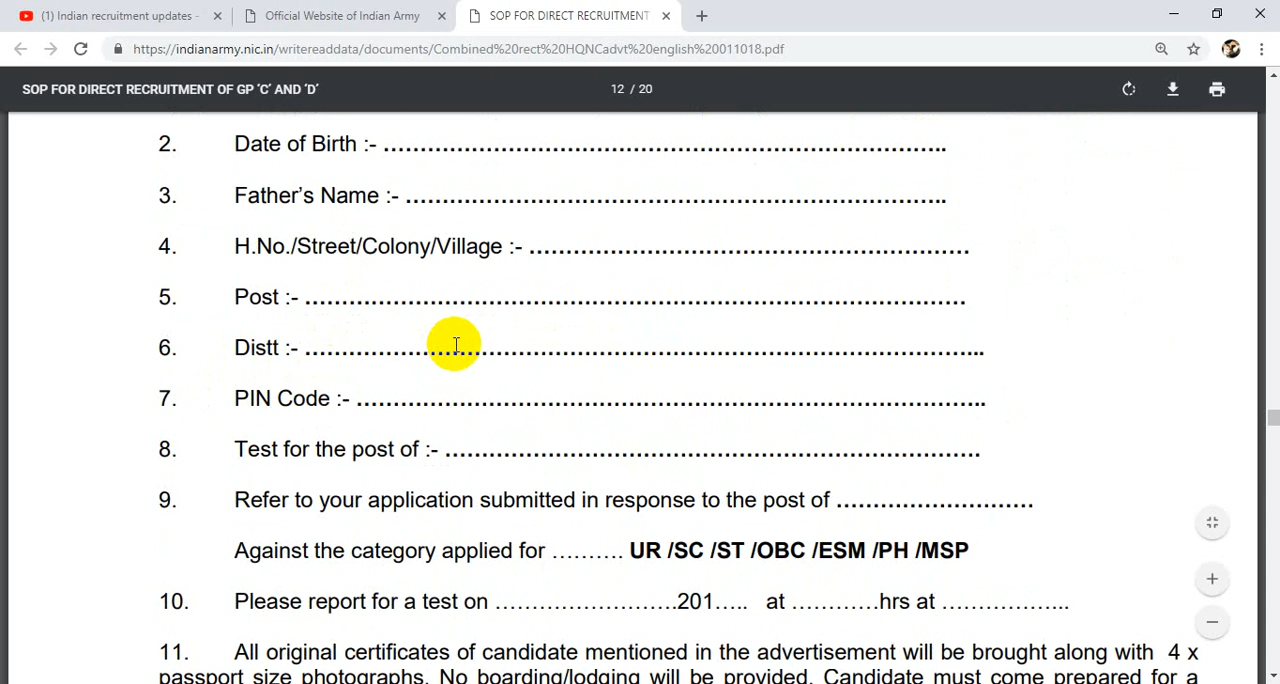 (1) Indian recruitment updates -
Official Website of Indian Army
SOP FOR DIRECT RECRUITMENT
https://indianarmy.nic.in/writereaddata/documents/Combined%20rect%20HQNCadvt%20english%20011018.pdf
SOP FOR DIRECT RECRUITMENT OF GP 'C' AND 'D'
12 / 20
2. Date of Birth :- ………………………………………………………………..
3. Father’s Name :- ………………………………………………………………..
4. H.No./Street/Colony/Village :- ……………………………………………………
5. Post :- ………………………………………………………………………………
6. Distt :- ………………………………………………………………………………...
7. PIN Code :- …………………………………………………………………………...
8. Test for the post of :- ……………………………………………………………….
9. Refer to your application submitted in response to the post of ……………………..
Against the category applied for ………. UR /SC /ST /OBC /ESM /PH /MSP
10. Please report for a test on …………………….201….. at …………hrs at ……………..
11. All original certificates of candidate mentioned in the advertisement will be brought along with 4 x
passport size photographs. No boarding/lodging will be provided. Candidate must come prepared for a